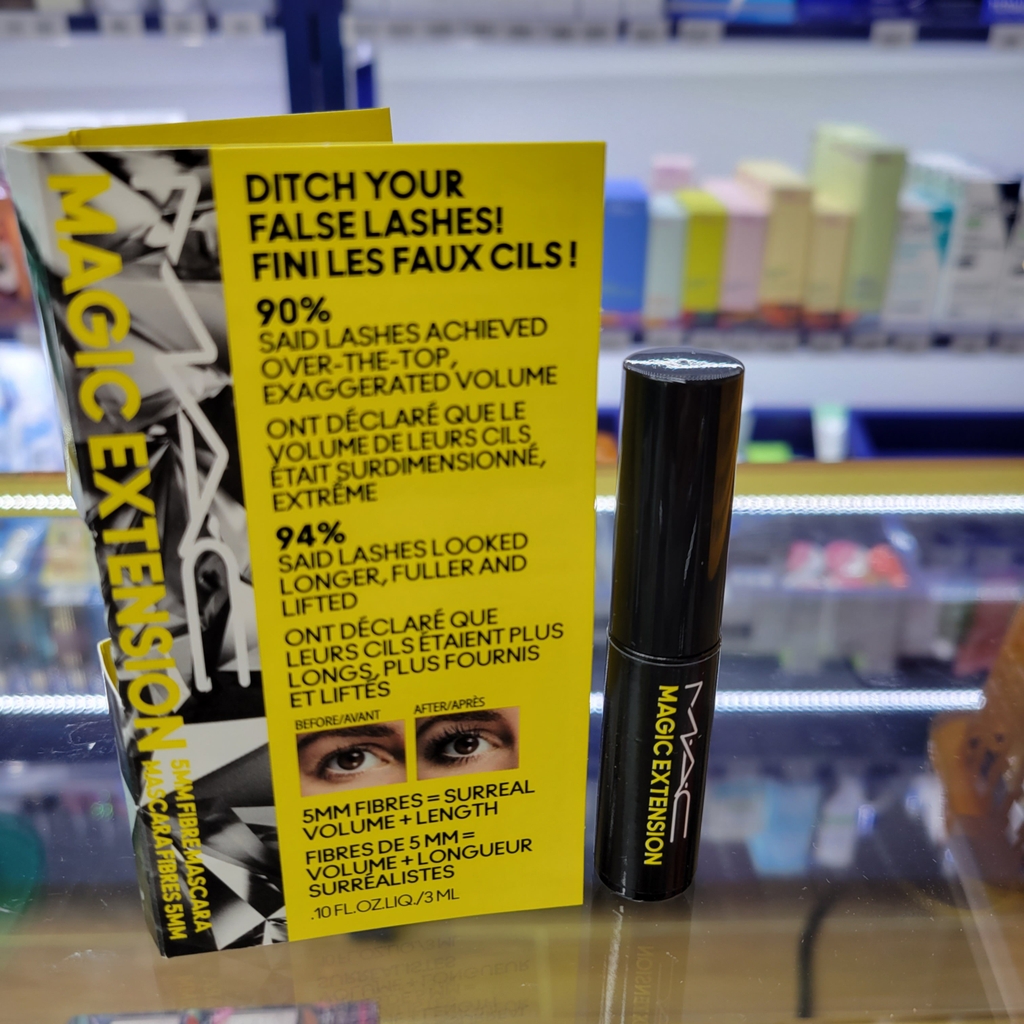 MAC
MAGIC EXTENSION
5MM FIBRE MASCARA
MASCARA FIBRES 5MM
DITCH YOUR
FALSE LASHES!
FINI LES FAUX CILS !
90%
SAID LASHES ACHIEVED
OVER-THE-TOP,
EXAGGERATED VOLUME
ONT DÉCLARÉ QUE LE
VOLUME DE LEURS CILS
ÉTAIT SURDIMENSIONNÉ,
EXTRÊME
94%
SAID LASHES LOOKED
LONGER, FULLER AND
LIFTED
ONT DÉCLARÉ QUE
LEURS CILS ÉTAIENT PLUS
LONGS, PLUS FOURNIS
ET LIFTÉS
BEFORE/AVANT
AFTER/APRÈS
5MM FIBRES = SURREAL
VOLUME + LENGTH
FIBRES DE 5 MM =
VOLUME + LONGUEUR
SURRÉALISTES
.10 FL.OZ.LIQ./3 ML
MAC
MAGIC EXTENSION